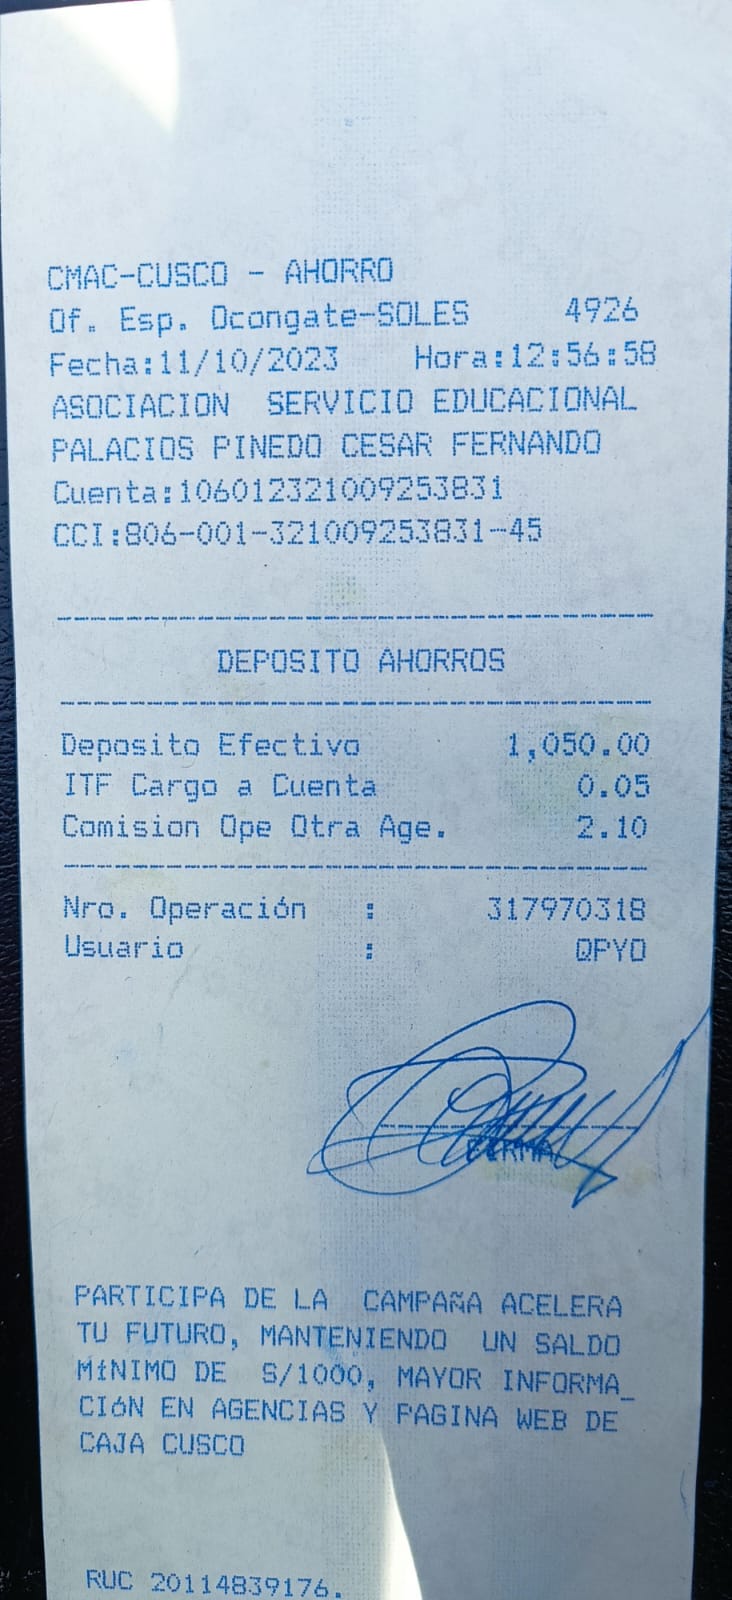 CMAC-CUSCO - AHORRO
Of. Esp. Ocongate-SOLES 4926
Fecha:11/10/2023 Hora:12:56:58
ASOCIACION SERVICIO EDUCACIONAL
PALACIOS PINEDO CESAR FERNANDO
Cuenta:106012321009253831
CCI:806-001-321009253831-45
DEPOSITO AHORROS
Deposito Efectivo 1,050.00
ITF Cargo a Cuenta 0.05
Comision Ope Otra Age. 2.10
Nro. Operación : 317970318
Usuario : QPYO
FIRMA
PARTICIPA DE LA CAMPAÑA ACELERA
TU FUTURO, MANTENIENDO UN SALDO
MíNIMO DE S/1000, MAYOR INFORMA_
CIóN EN AGENCIAS Y PAGINA WEB DE
CAJA CUSCO
RUC 20114839176.